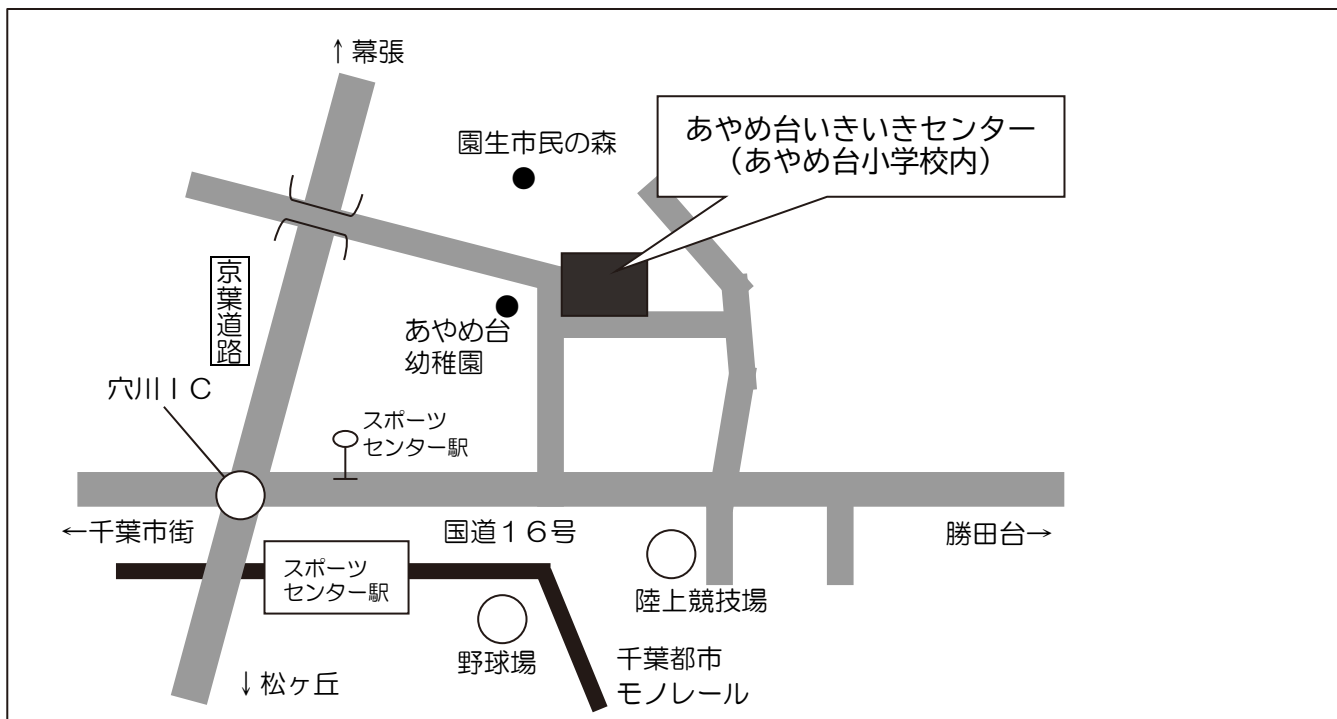 ↑幕張
園生市民の森
あやめ台いきいきセンター
（あやめ台小学校内）
京葉道路
あやめ台
幼稚園
穴川ＩＣ
スポーツ
センター駅
←千葉市街
国道１６号
勝田台→
スポーツ
センター駅
陸上競技場
野球場
千葉都市
モノレール
↓松ヶ丘